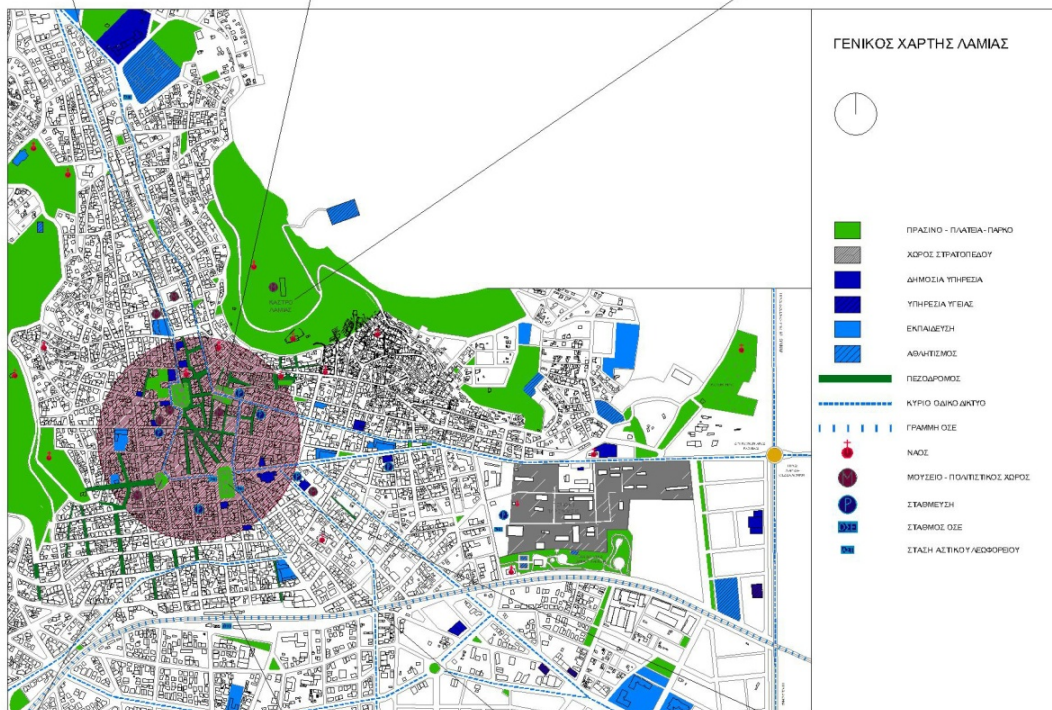 ΓΕΝΙΚΟΣ ΧΑΡΤΗΣ ΛΑΜΙΑΣ
ΠΡΑΣΙΝΟ - ΠΛΑΤΕΙΑ - ΠΑΡΚΟ
ΧΩΡΟΣ ΣΤΡΑΤΟΠΕΔΟΥ
ΔΗΜΟΣΙΑ ΥΠΗΡΕΣΙΑ
ΥΠΗΡΕΣΙΑ ΥΓΕΙΑΣ
ΕΚΠΑΙΔΕΥΣΗ
ΑΘΛΗΤΙΣΜΟΣ
ΠΕΖΟΔΡΟΜΟΣ
ΚΥΡΙΟ ΟΔΙΚΟ ΔΙΚΤΥΟ
ΓΡΑΜΜΗ ΟΣΕ
ΝΑΟΣ
Μ ΜΟΥΣΕΙΟ - ΠΟΛΙΤΙΣΤΙΚΟΣ ΧΩΡΟΣ
P ΣΤΑΘΜΕΥΣΗ
ΟΣΕ ΣΤΑΘΜΟΣ ΟΣΕ
ΣΤΑΣΗ ΑΣΤΙΚΟΥ ΛΕΩΦΟΡΕΙΟΥ
ΚΑΣΤΡΟ
ΛΑΜΙΑΣ